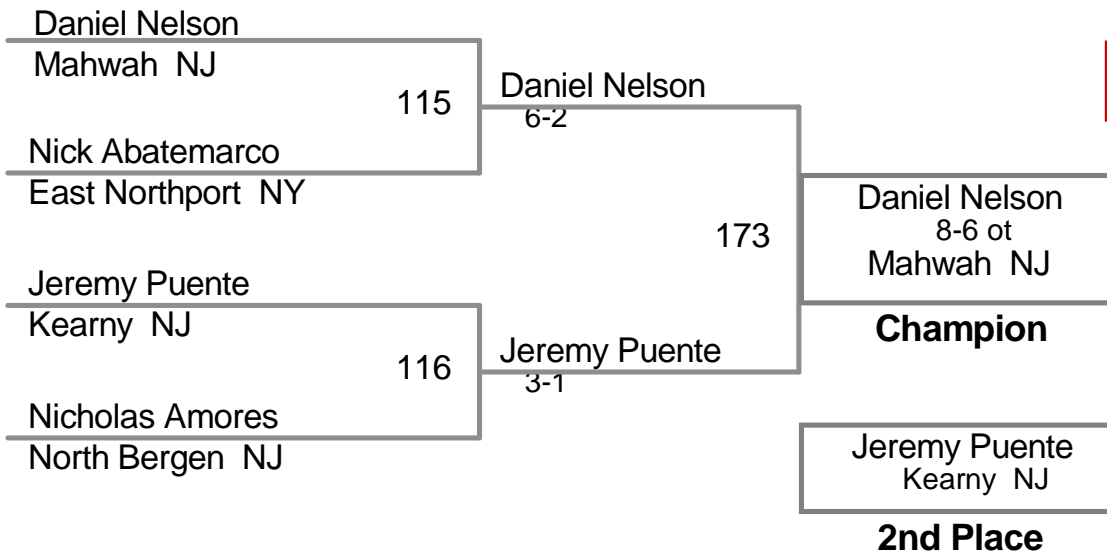 Daniel Nelson
Mahwah NJ
115
Nick Abatemarco
East Northport NY
Jeremy Puente
Kearny NJ
116
Nicholas Amores
North Bergen NJ
Daniel Nelson
6-2
173
Jeremy Puente
3-1
Daniel Nelson
8-6 ot
Mahwah NJ
Champion
Jeremy Puente
Kearny NJ
2nd Place